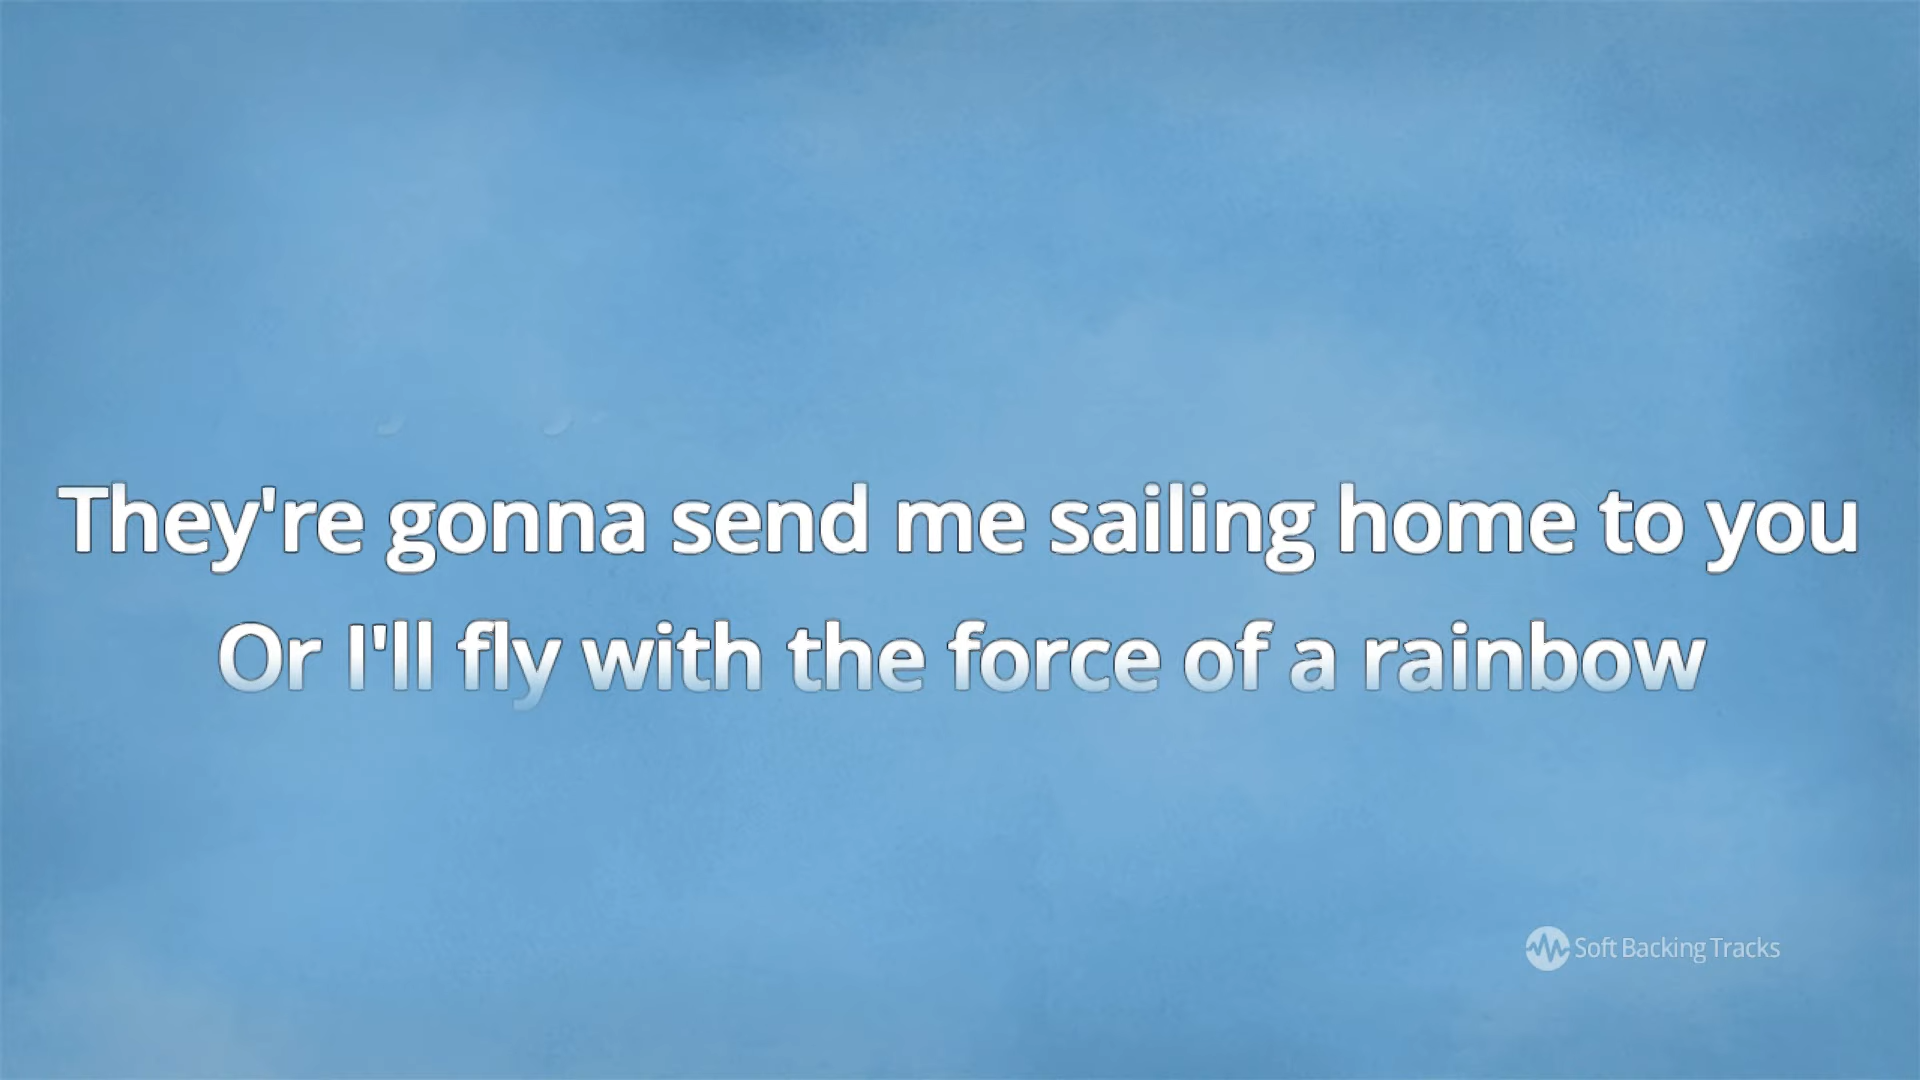 They're gonna send me sailing home to you
Or I'll fly with the force of a rainbow
Soft Backing Tracks